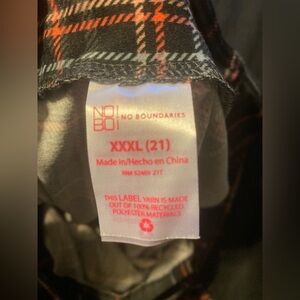 NO
BO! NO BOUNDARIES
XXXL (21)
Made in/Hecho en China
THIS LABEL YARN IS MADE
OUT OF 100% RECYCLED
POLYESTER MATERIALS